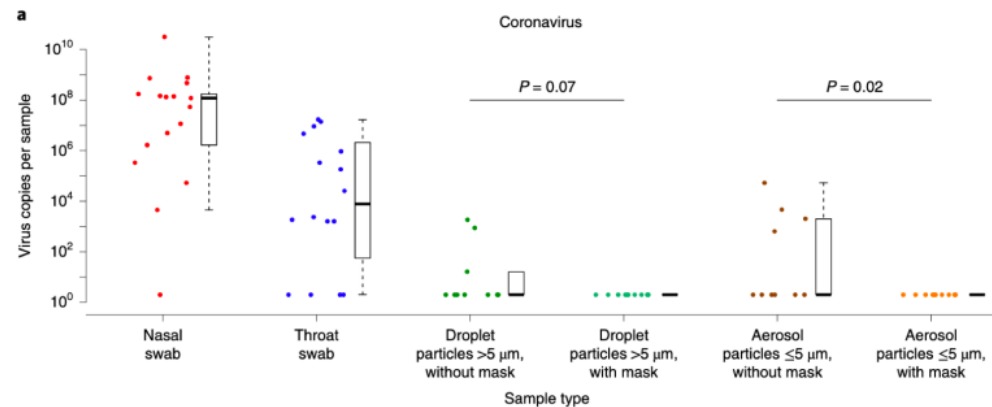 a
Coronavirus
Virus copies per sample
10^10
10^8
10^6
10^4
10^2
10^0
P = 0.07
P = 0.02
Nasal
swab
Throat
swab
Droplet
particles >5 μm,
without mask
Droplet
particles >5 μm,
with mask
Aerosol
particles ≤5 μm,
without mask
Aerosol
particles ≤5 μm,
with mask
Sample type